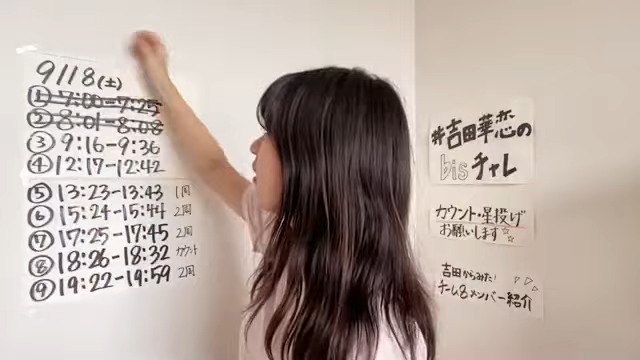 9/18(土)
① 7:00-7:25
② 8:01-8:08
③ 9:16-9:36
④ 12:17-12:42
⑤ 13:23-13:43 1周
⑥ 15:24-15:44 2周
⑦ 17:25-17:45 2周
⑧ 18:26-18:32 カウント
⑨ 19:22-19:59 2周
#吉田華恋の
bisチャレ
カウント・星投げ
お願いします☆
吉田からみた!
チーム8メンバー紹介